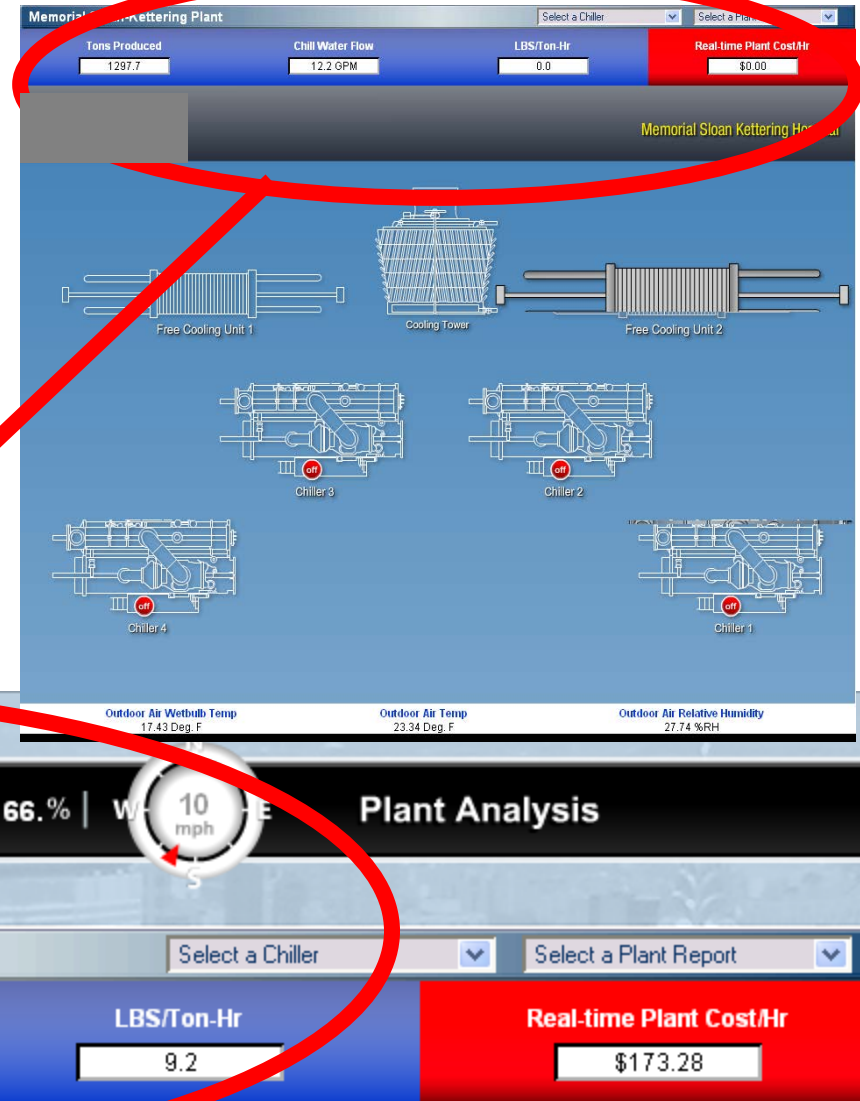 Memorial Sloan-Kettering Plant Select a Chiller Select a Plant
Tons Produced Chill Water Flow LBS/Ton-Hr Real-time Plant Cost/Hr
1297.7 12.2 GPM 0.0 $0.00
Memorial Sloan Kettering Hospital
Cooling Tower
Free Cooling Unit 1 Free Cooling Unit 2
off off
Chiller 3 Chiller 2
off off
Chiller 4 Chiller 1
Outdoor Air Wetbulb Temp Outdoor Air Temp Outdoor Air Relative Humidity
17.43 Deg. F 23.34 Deg. F 27.74 %RH
N
66.% | W 10 E Plant Analysis
mph
S
Select a Chiller Select a Plant Report
LBS/Ton-Hr Real-time Plant Cost/Hr
9.2 $173.28